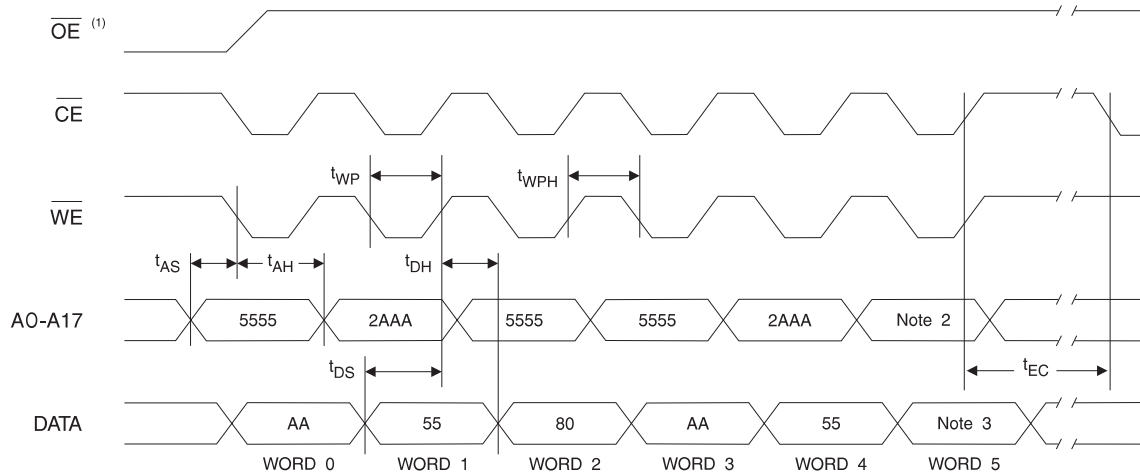 OE (1)
CE
tWP tWPH
WE
tAS tAH tDH
A0-A17 5555 2AAA 5555 5555 2AAA Note 2
tDS tEC
DATA AA 55 80 AA 55 Note 3
WORD 0 WORD 1 WORD 2 WORD 3 WORD 4 WORD 5